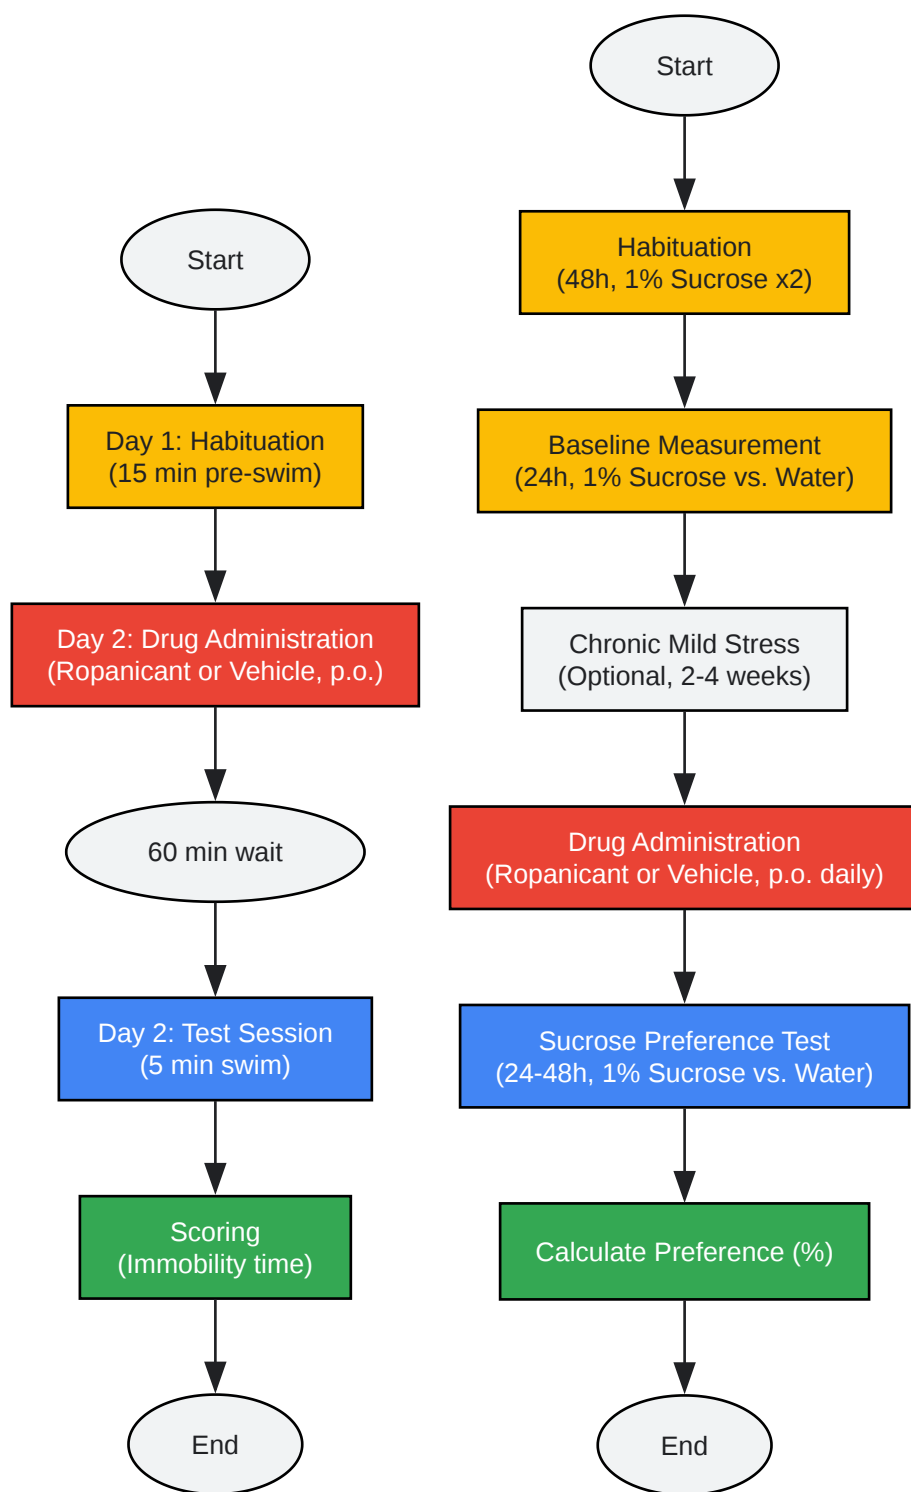 Start
Day 1: Habituation
(15 min pre-swim)
Day 2: Drug Administration
(Ropanicant or Vehicle, p.o.)
60 min wait
Day 2: Test Session
(5 min swim)
Scoring
(Immobility time)
End
Start
Habituation
(48h, 1% Sucrose x2)
Baseline Measurement
(24h, 1% Sucrose vs. Water)
Chronic Mild Stress
(Optional, 2-4 weeks)
Drug Administration
(Ropanicant or Vehicle, p.o. daily)
Sucrose Preference Test
(24-48h, 1% Sucrose vs. Water)
Calculate Preference (%)
End